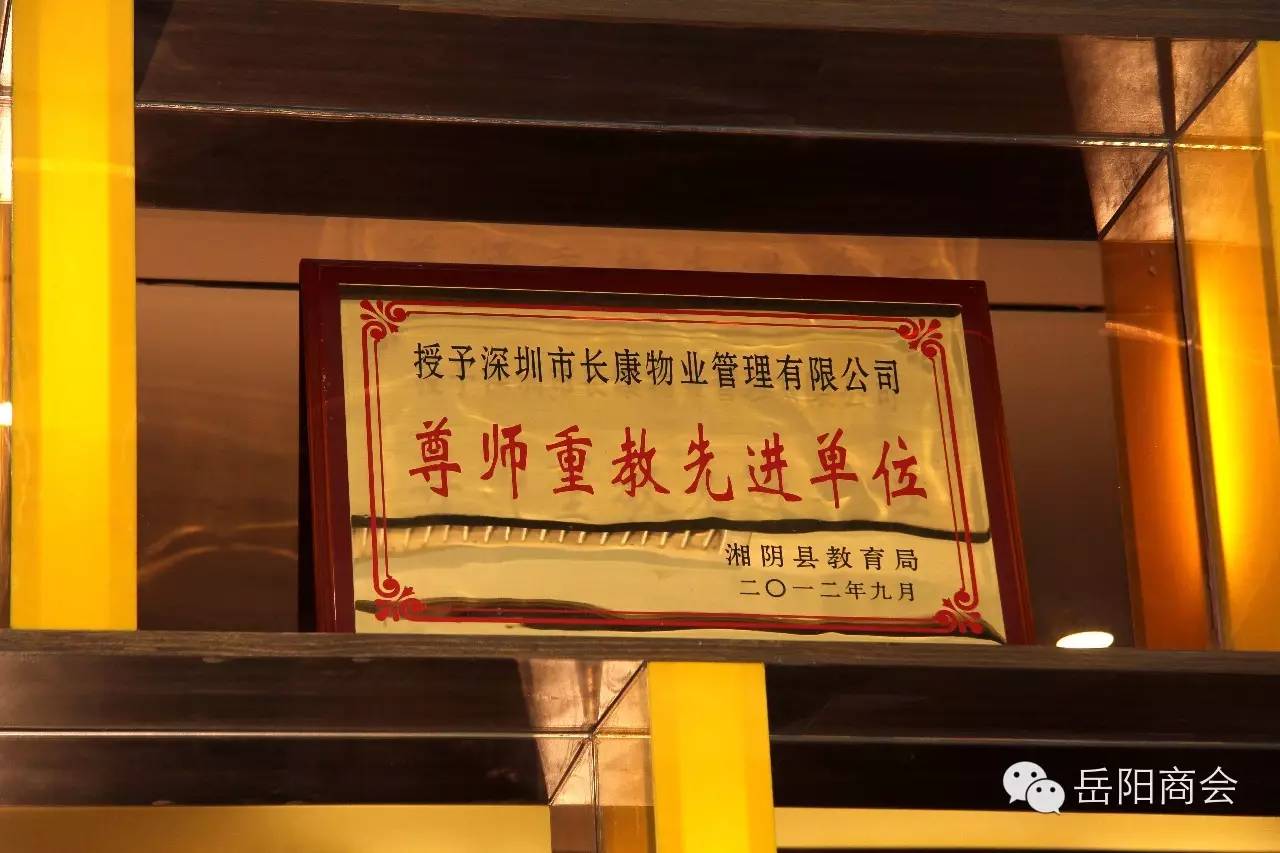 授予深圳市长康物业管理有限公司
尊师重教先进单位
湘阴县教育局
二〇一二年九月
岳阳商会